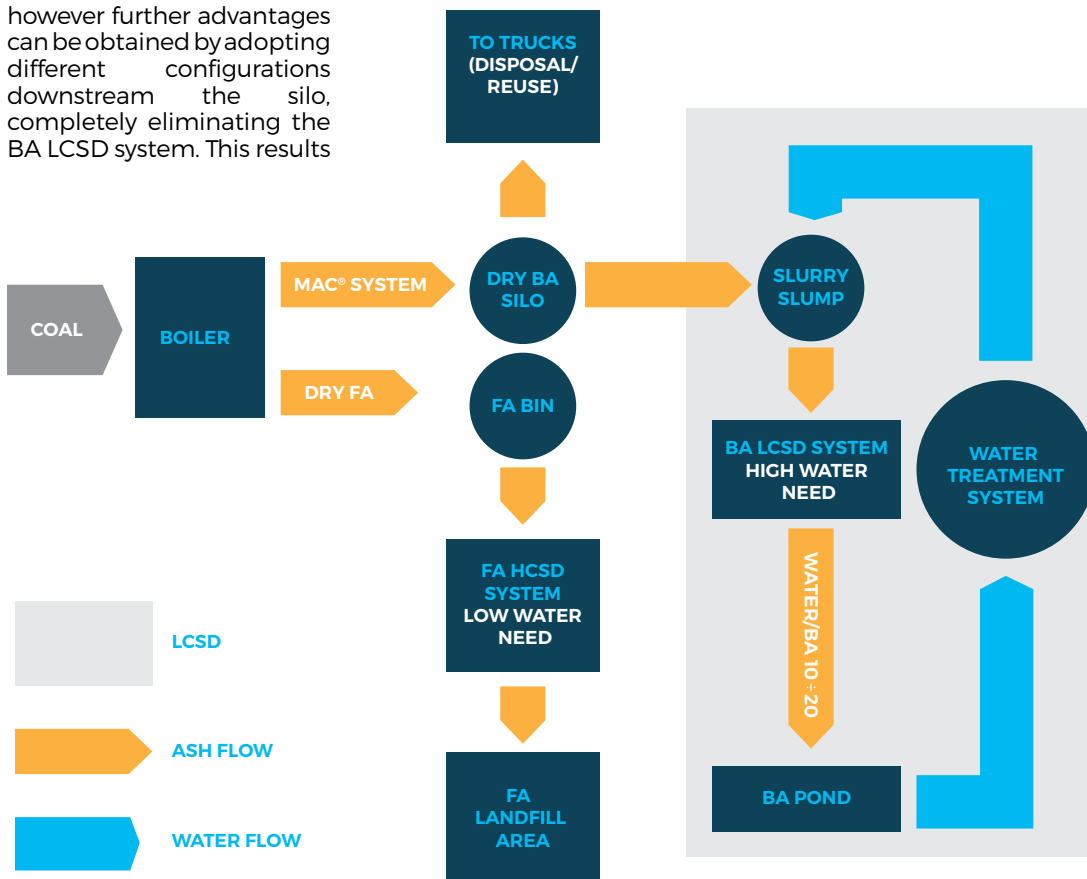 however further advantages
can be obtained by adopting
different configurations
downstream the silo,
completely eliminating the
BA LCSD system. This results
TO TRUCKS
(DISPOSAL/
REUSE)
COAL
BOILER
MAC® SYSTEM
DRY FA
DRY BA
SILO
FA BIN
SLURRY
SLUMP
BA LCSD SYSTEM
HIGH WATER
NEED
WATER
TREATMENT
SYSTEM
FA HCSD
SYSTEM
LOW WATER
NEED
WATER/BA 10 ÷ 20
BA POND
FA
LANDFILL
AREA
LCSD
ASH FLOW
WATER FLOW